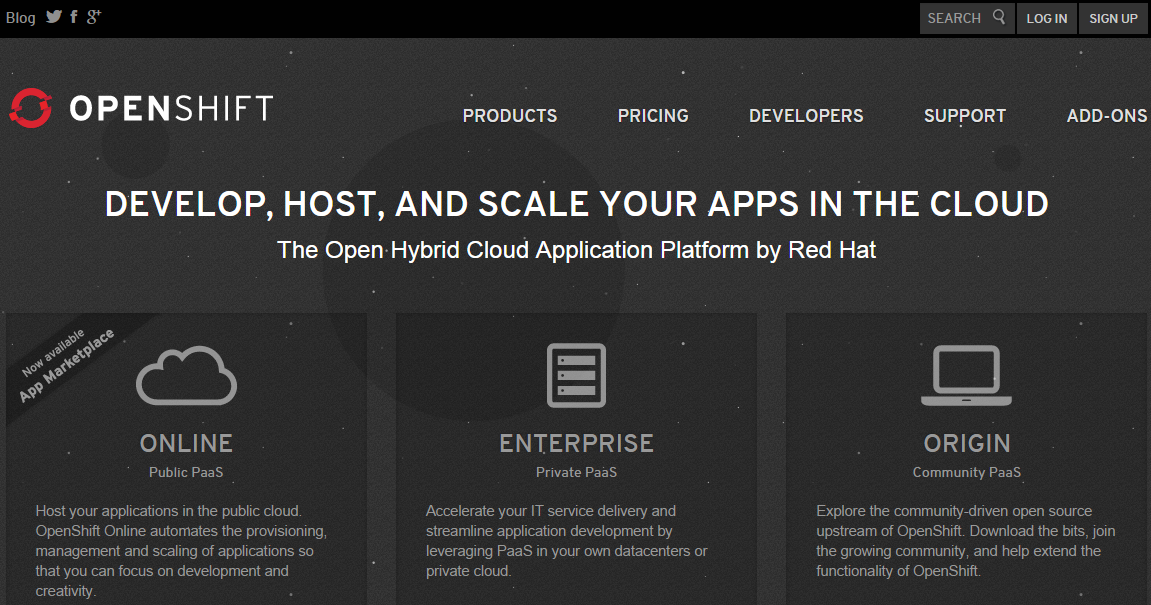 Blog
SEARCH
LOG IN
SIGN UP
OPENSHIFT
PRODUCTS
PRICING
DEVELOPERS
SUPPORT
ADD-ONS
DEVELOP, HOST, AND SCALE YOUR APPS IN THE CLOUD
The Open Hybrid Cloud Application Platform by Red Hat
Now available
App Marketplace
ONLINE
Public PaaS
Host your applications in the public cloud.
OpenShift Online automates the provisioning,
management and scaling of applications so
that you can focus on development and
creativity.
ENTERPRISE
Private PaaS
Accelerate your IT service delivery and
streamline application development by
leveraging PaaS in your own datacenters or
private cloud.
ORIGIN
Community PaaS
Explore the community-driven open source
upstream of OpenShift. Download the bits, join
the growing community, and help extend the
functionality of OpenShift.